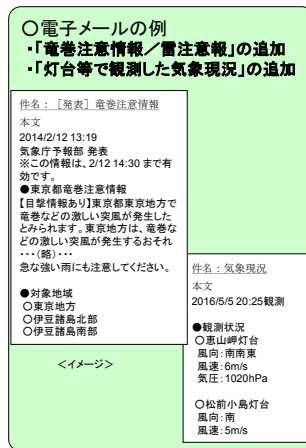 ○電子メールの例
・「竜巻注意情報／雷注意報」の追加
・「灯台等で観測した気象現況」の追加
件名：［発表］竜巻注意情報
本文
2014/2/12 13:19
気象庁予報部 発表
※この情報は、2/12 14:30 まで有
効です。
●東京都竜巻注意情報
【目撃情報あり】東京都東京地方で
竜巻などの激しい突風が発生した
とみられます。東京地方は、竜巻な
どの激しい突風が発生するおそれ
・・・(略)・・・
急な強い雨にも注意してください。
●対象地域
○東京地方
○伊豆諸島北部
○伊豆諸島南部
＜イメージ＞
件名：気象現況
本文
2016/5/5 20:25観測
●観測状況
○恵山岬灯台
風向：南南東
風速：6m/s
気圧：1020hPa
○松前小島灯台
風向：南
風速：5m/s